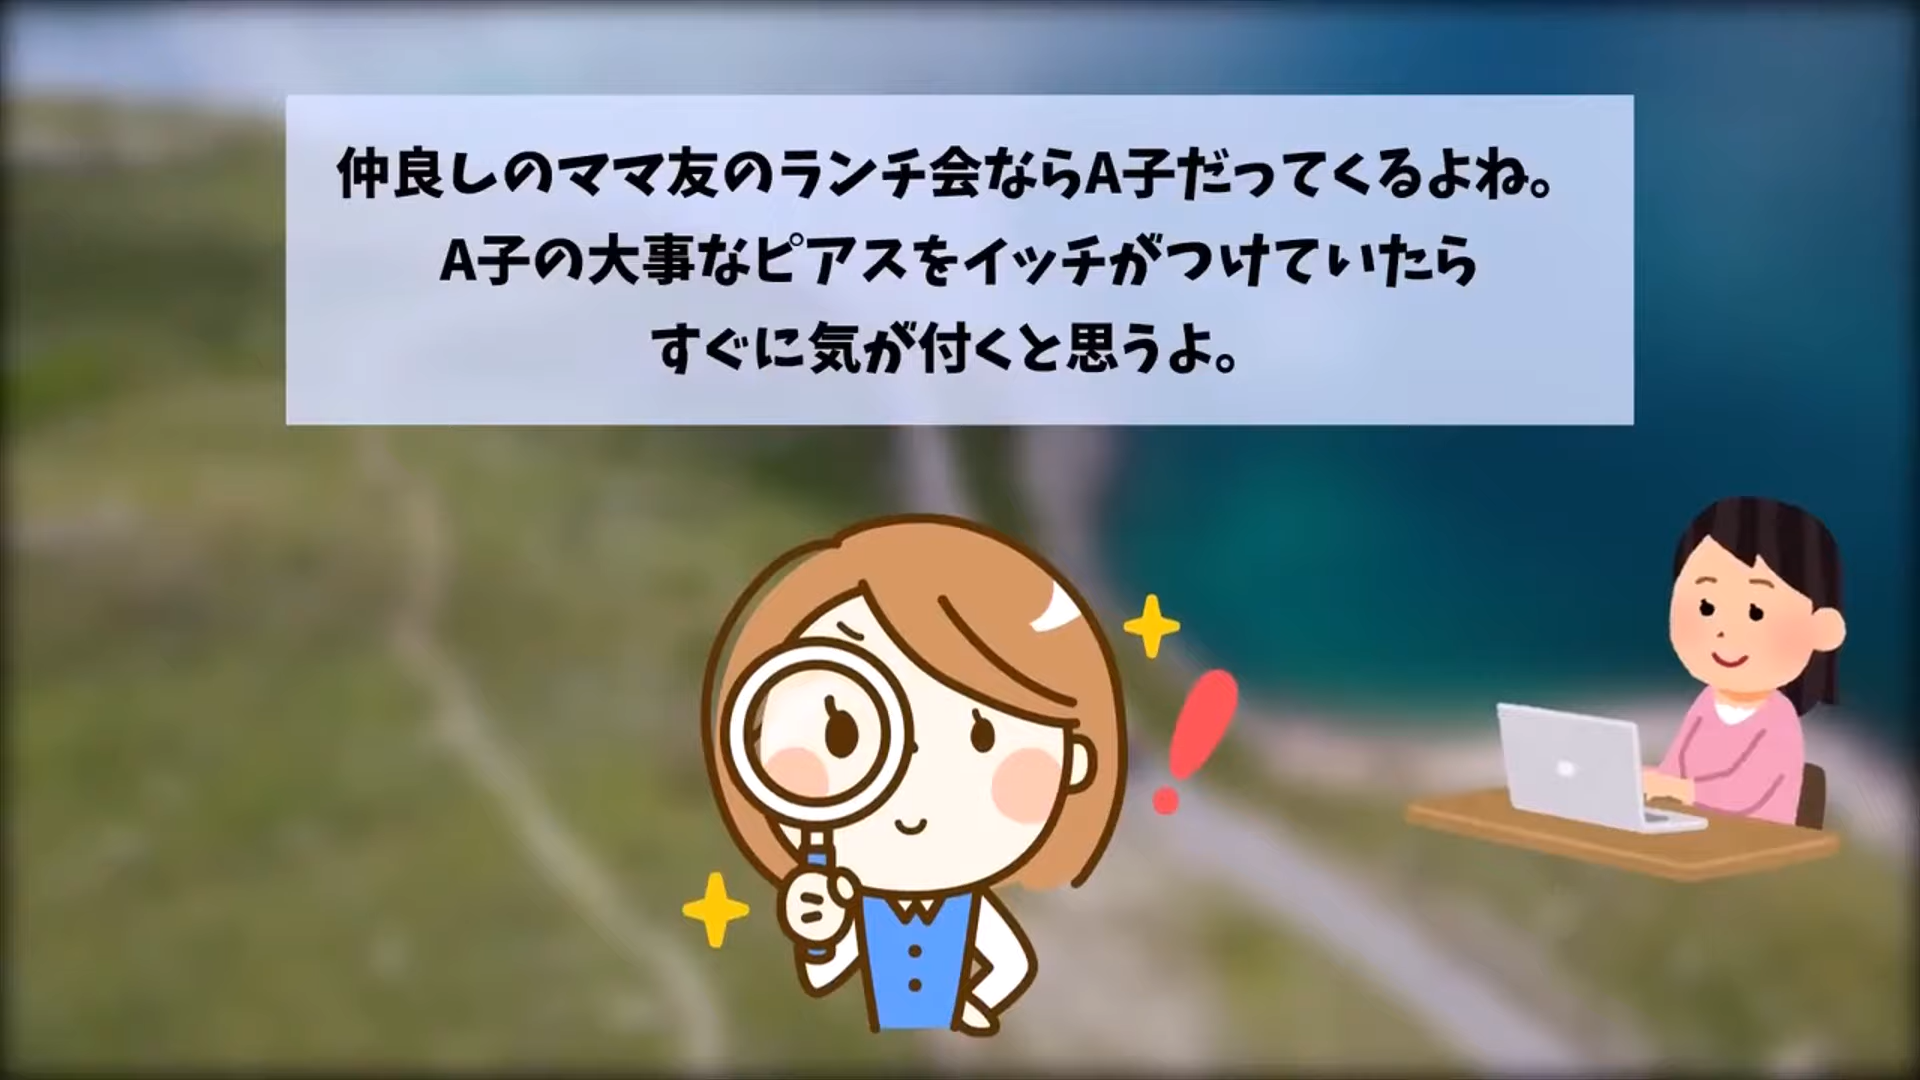 仲良しのママ友のランチ会ならA子だってくるよね。
A子の大事なピアスをイッチがつけていたら
すぐに気が付くと思うよ。